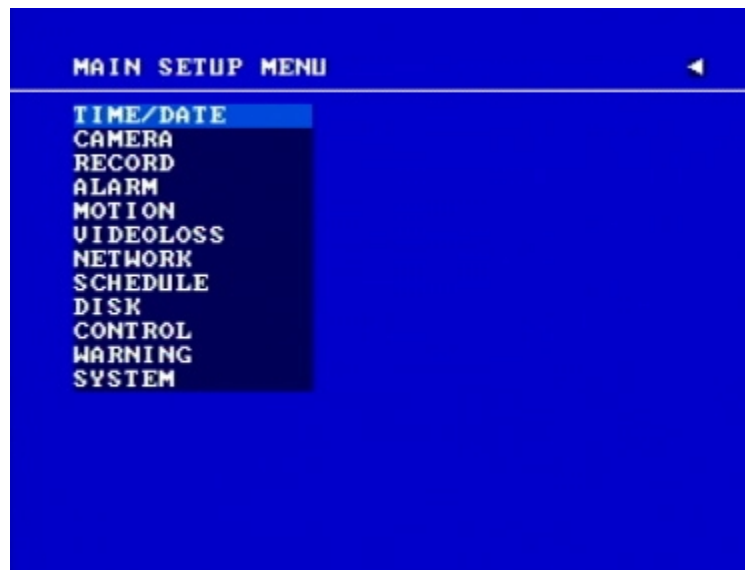 MAIN SETUP MENU
TIME/DATE
CAMERA
RECORD
ALARM
MOTION
VIDEOLOSS
NETWORK
SCHEDULE
DISK
CONTROL
WARNING
SYSTEM